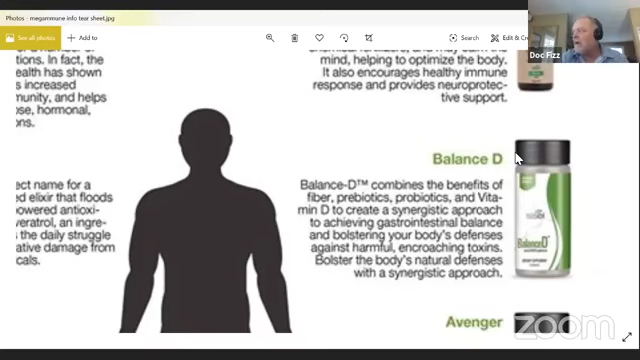 Photos - megammune info tear sheet.jpg
See all photos
Add to
Search
Edit & Cre
Doc Fizz
tions. In fact, the
ealth has shown
s increased
munity, and helps
ose, hormonal,
ons.
mind, helping to optimize the body.
It also encourages healthy immune
response and provides neuroprotec-
tive support.
Balance D
Balance-D™ combines the benefits of
fiber, prebiotics, probiotics, and Vita-
min D to create a synergistic approach
to achieving gastrointestinal balance
and bolstering your body's defenses
against harmful, encroaching toxins.
Bolster the body's natural defenses
with a synergistic approach.
ect name for a
ed elixir that floods
powered antioxi-
veratrol, an ingre-
s the daily struggle
ative damage from
cals.
BalanceD
Avenger
zoom